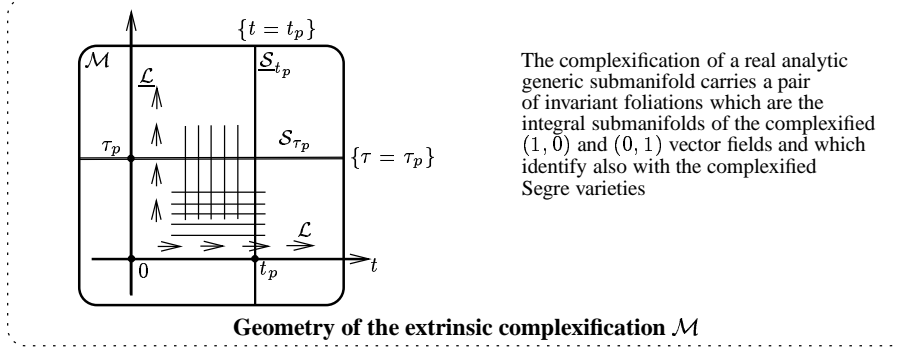 {t = t_p}
ℳ
ℒ̲
𝒮̲_{t_p}
τ_p
𝒮_{τ_p}
{τ = τ_p}
ℒ
0
t_p
t
The complexification of a real analytic
generic submanifold carries a pair
of invariant foliations which are the
integral submanifolds of the complexified
(1, 0) and (0, 1) vector fields and which
identify also with the complexified
Segre varieties
Geometry of the extrinsic complexification ℳ